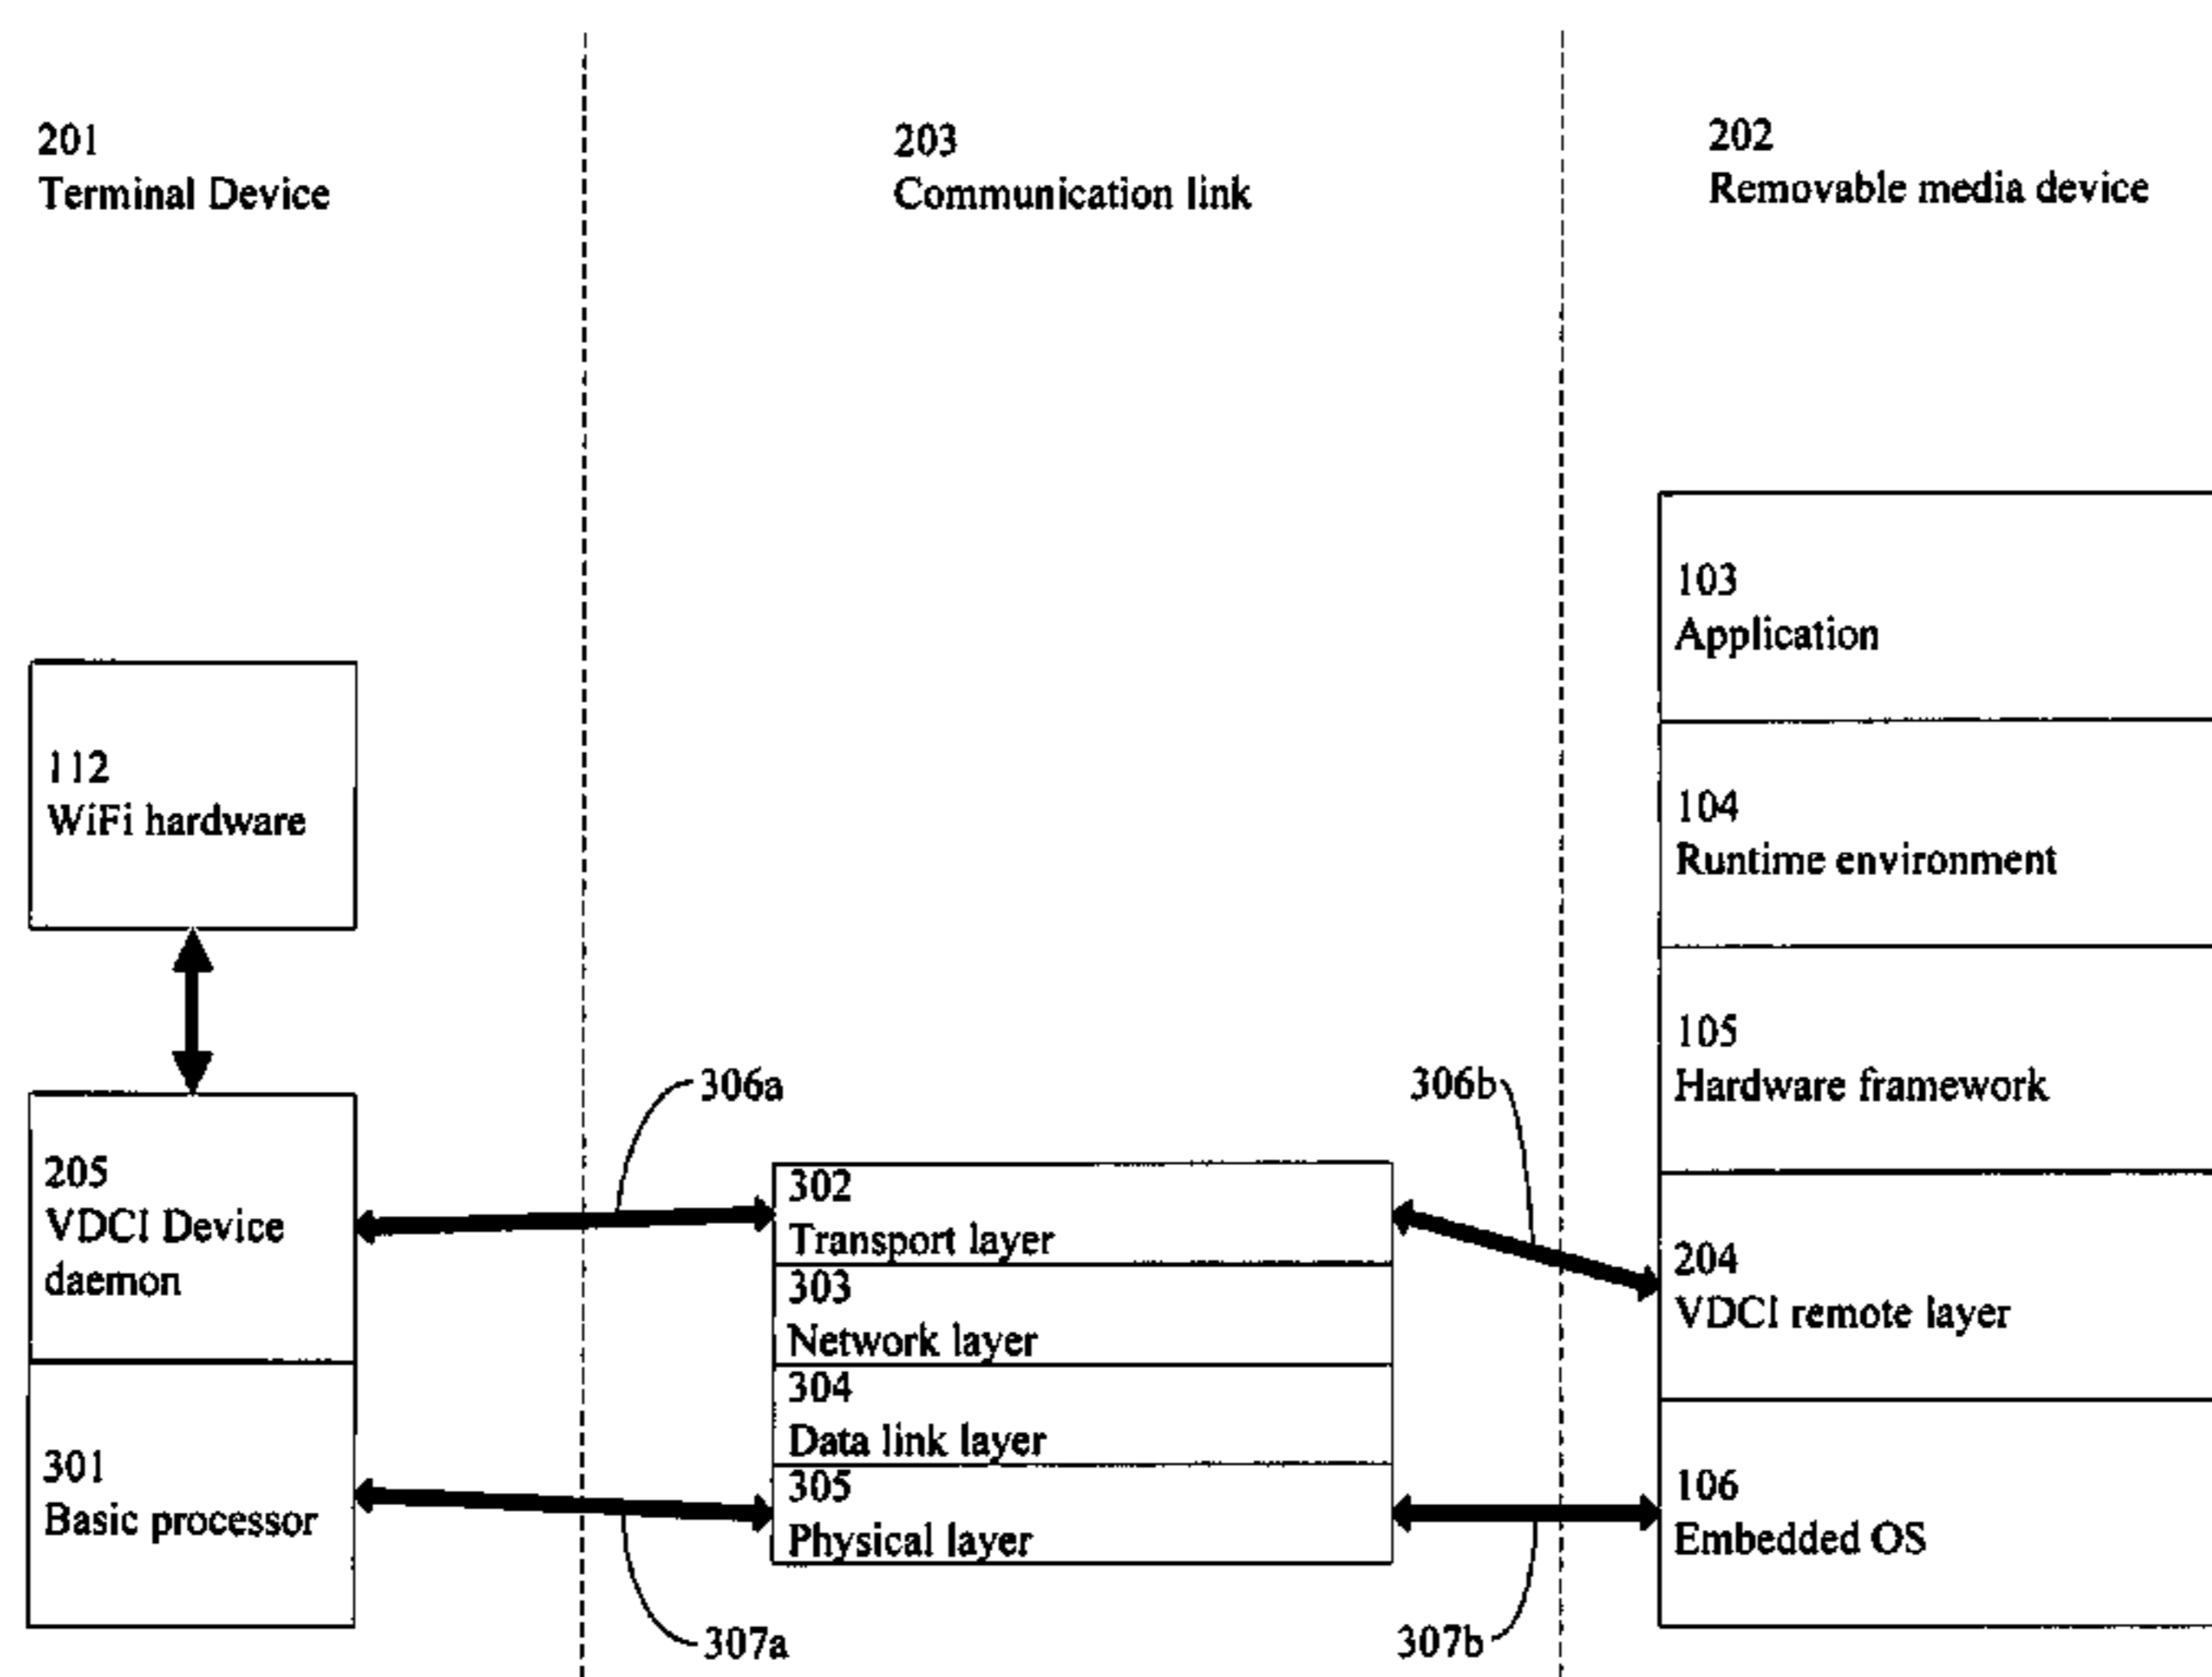 201
Terminal Device
203
Communication link
202
Removable media device
112
WiFi hardware
205
VDCI Device
daemon
301
Basic processor
306a
307a
302
Transport layer
303
Network layer
304
Data link layer
305
Physical layer
306b
307b
103
Application
104
Runtime environment
105
Hardware framework
204
VDCI remote layer
106
Embedded OS